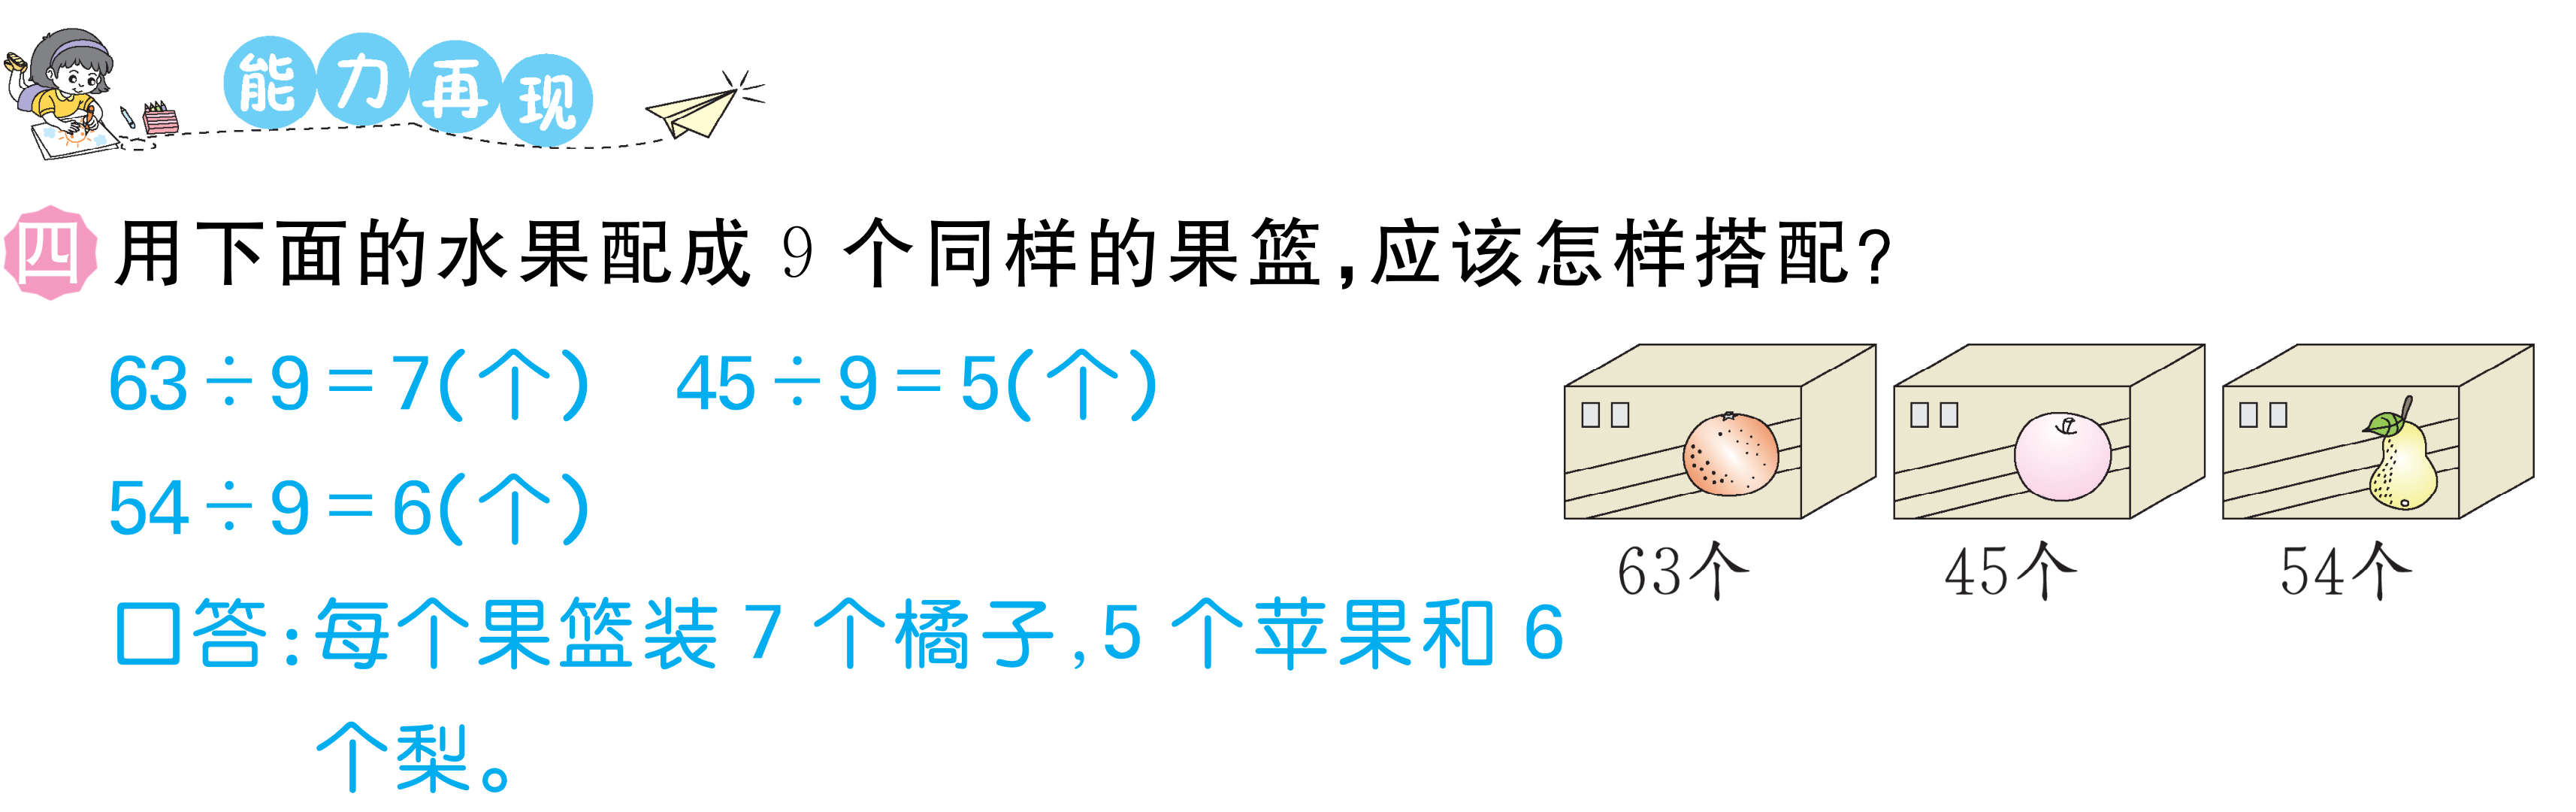 能力再现
四 用下面的水果配成 9 个同样的果篮,应该怎样搭配?
63÷9=7(个) 45÷9=5(个)
54÷9=6(个)
63个 45个 54个
口答:每个果篮装 7 个橘子,5 个苹果和 6
个梨。